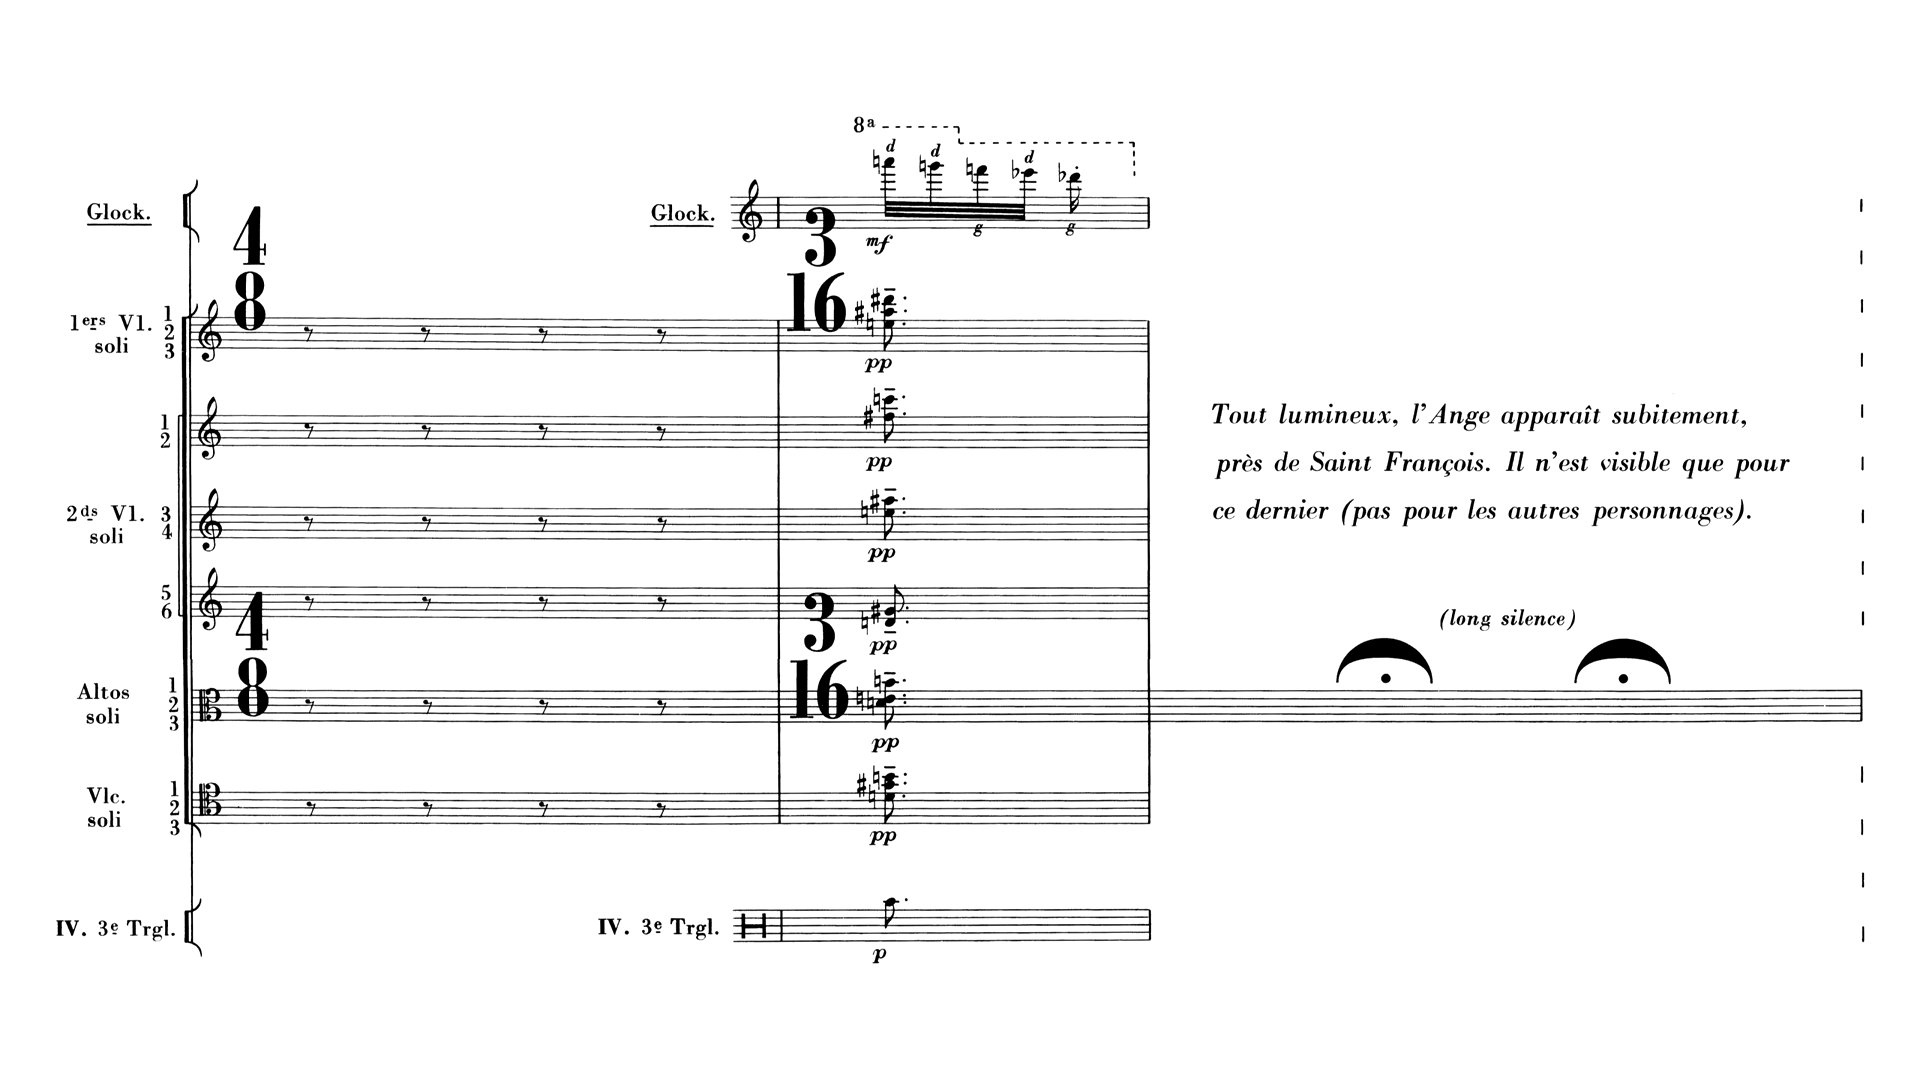 8ª
d d d
Glock.
Glock.
4
8
3
16
mf
g g
1ers Vl. soli
1
2
3
pp
1
2
pp
2ds Vl. soli
3
4
pp
5
6
4
8
3
16
pp
Tout lumineux, l'Ange apparaît subitement,
près de Saint François. Il n'est visible que pour
ce dernier (pas pour les autres personnages).
(long silence)
Altos soli
1
2
3
pp
Vlc. soli
1
2
3
pp
IV. 3e Trgl.
IV. 3e Trgl.
p